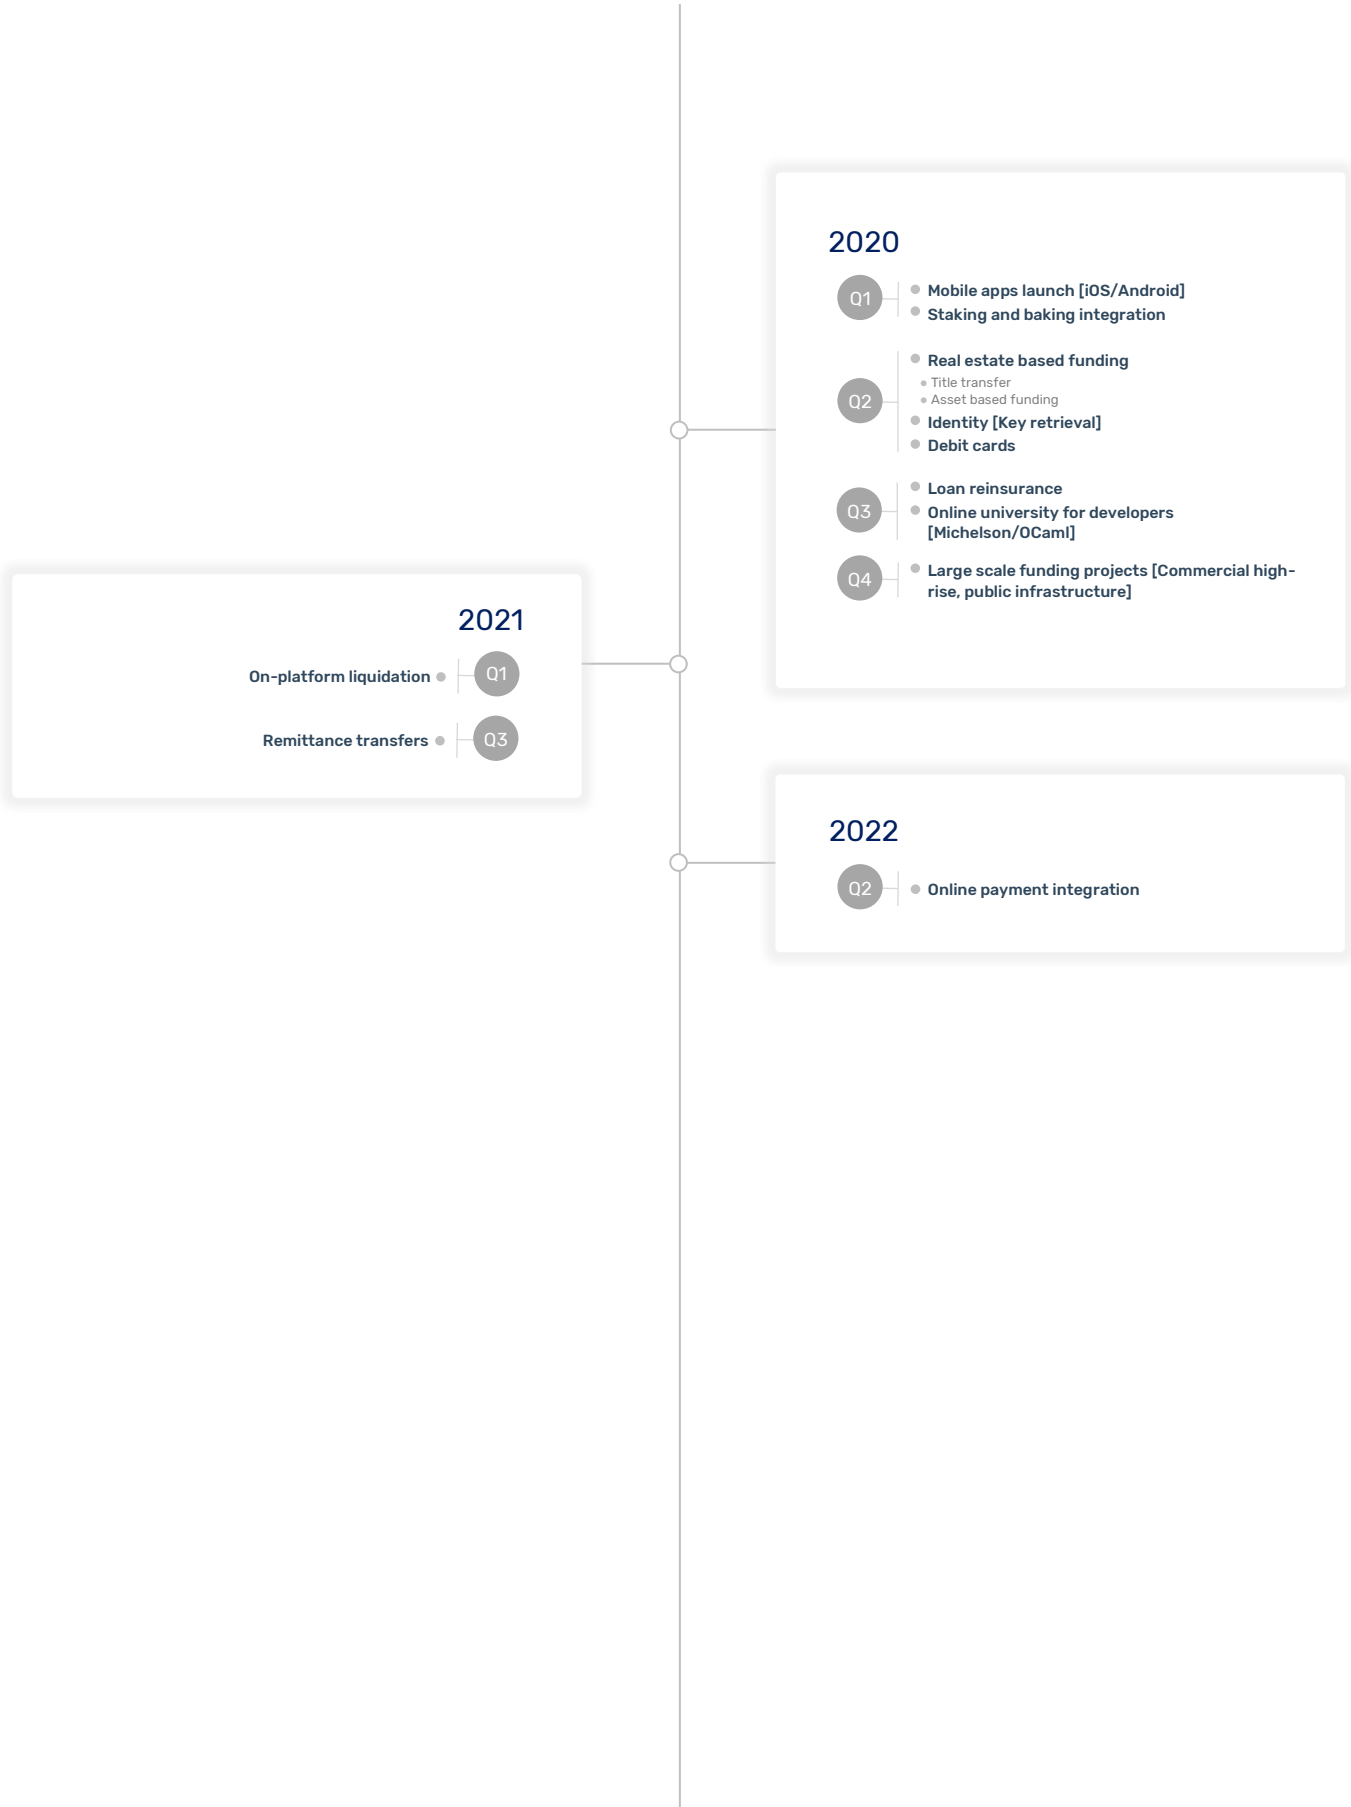 2020
Q1
Mobile apps launch [iOS/Android]
Staking and baking integration
Q2
Real estate based funding
Title transfer
Asset based funding
Identity [Key retrieval]
Debit cards
Q3
Loan reinsurance
Online university for developers
[Michelson/OCaml]
Q4
Large scale funding projects [Commercial high-
rise, public infrastructure]
2021
On-platform liquidation Q1
Remittance transfers Q3
2022
Q2
Online payment integration